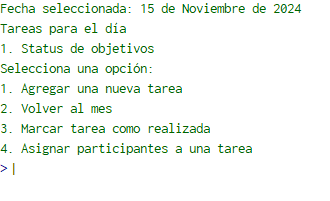 Fecha seleccionada: 15 de Noviembre de 2024
Tareas para el día
1. Status de objetivos
Selecciona una opción:
1. Agregar una nueva tarea
2. Volver al mes
3. Marcar tarea como realizada
4. Asignar participantes a una tarea
>